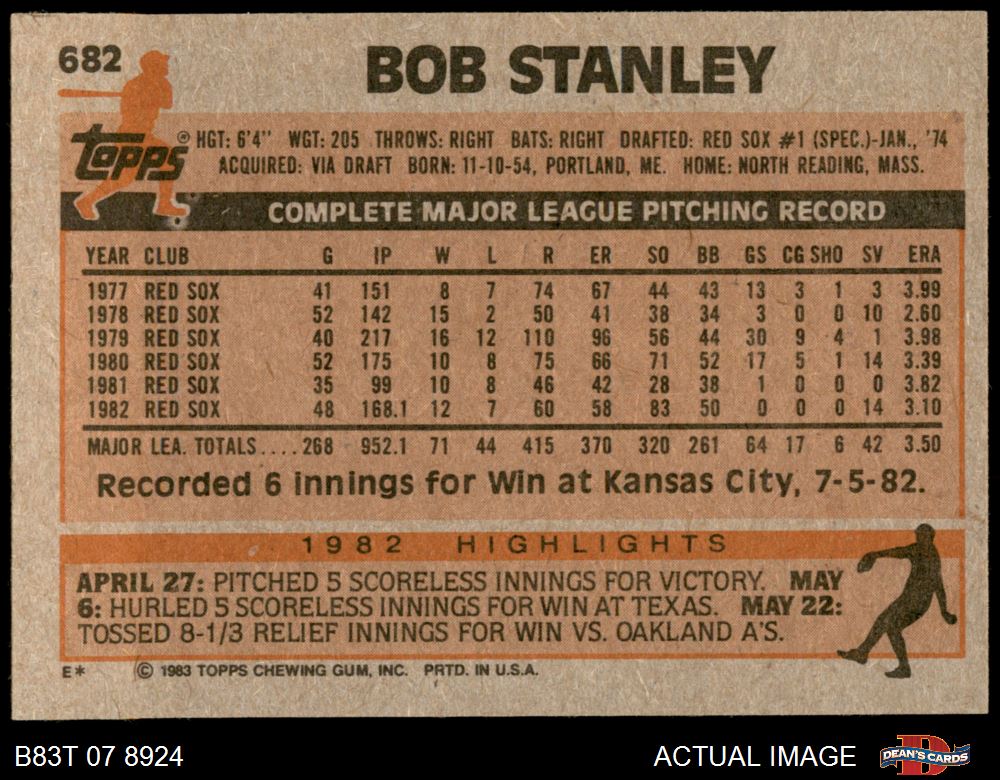 682
BOB STANLEY
Topps®
HGT: 6'4'' WGT: 205 THROWS: RIGHT BATS: RIGHT DRAFTED: RED SOX #1 (SPEC.)-JAN., '74
ACQUIRED: VIA DRAFT BORN: 11-10-54, PORTLAND, ME. HOME: NORTH READING, MASS.
COMPLETE MAJOR LEAGUE PITCHING RECORD
YEAR CLUB G IP W L R ER SO BB GS CG SHO SV ERA
1977 RED SOX 41 151 8 7 74 67 44 43 13 3 1 3 3.99
1978 RED SOX 52 142 15 2 50 41 38 34 3 0 0 10 2.60
1979 RED SOX 40 217 16 12 110 96 56 44 30 9 4 1 3.98
1980 RED SOX 52 175 10 8 75 66 71 52 17 5 1 14 3.39
1981 RED SOX 35 99 10 8 46 42 28 38 1 0 0 0 3.82
1982 RED SOX 48 168.1 12 7 60 58 83 50 0 0 0 14 3.10
MAJOR LEA. TOTALS.... 268 952.1 71 44 415 370 320 261 64 17 6 42 3.50
Recorded 6 innings for Win at Kansas City, 7-5-82.
1982 HIGHLIGHTS
APRIL 27: PITCHED 5 SCORELESS INNINGS FOR VICTORY. MAY
6: HURLED 5 SCORELESS INNINGS FOR WIN AT TEXAS. MAY 22:
TOSSED 8-1/3 RELIEF INNINGS FOR WIN VS. OAKLAND A'S.
E* © 1983 TOPPS CHEWING GUM, INC. PRTD. IN U.S.A.
B83T 07 8924 ACTUAL IMAGE DEAN'S CARDS